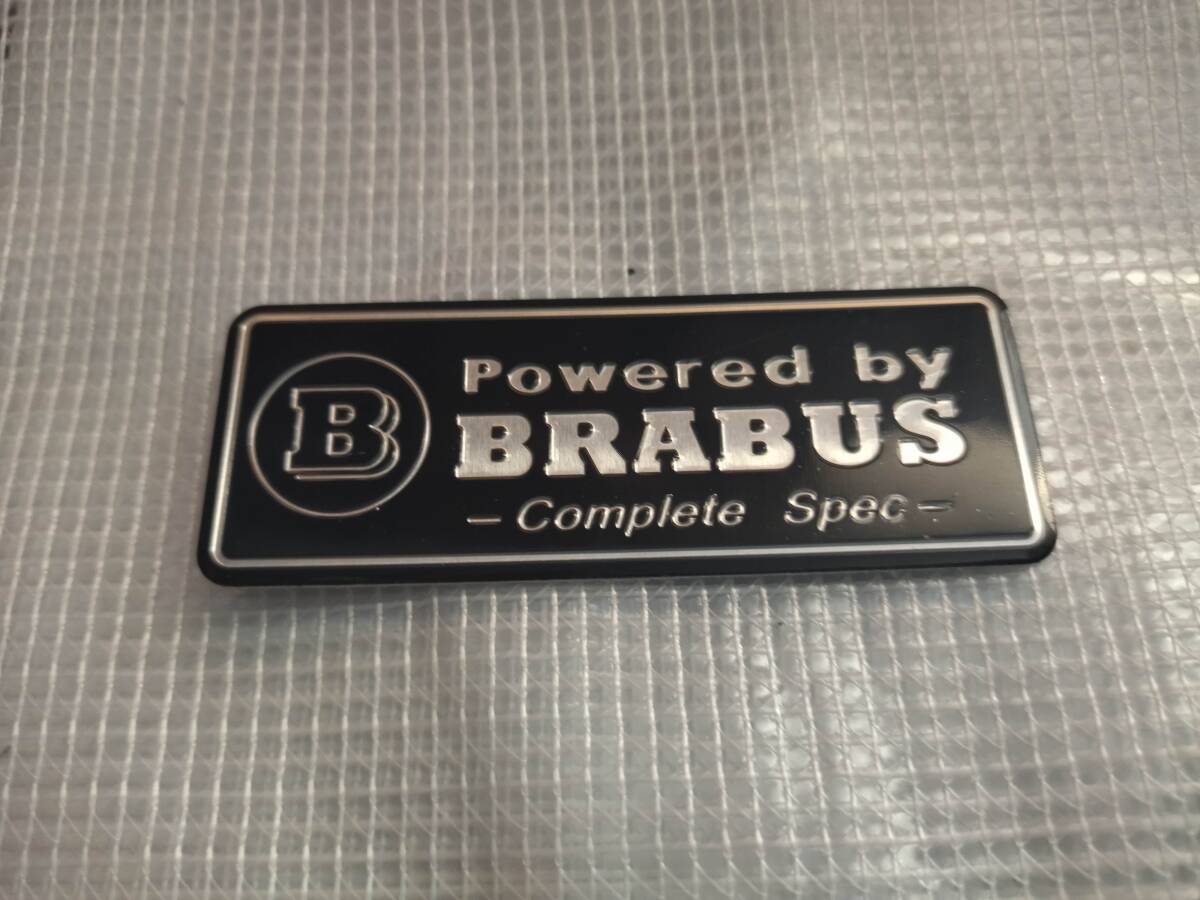 B
Powered by
BRABUS
– Complete Spec –